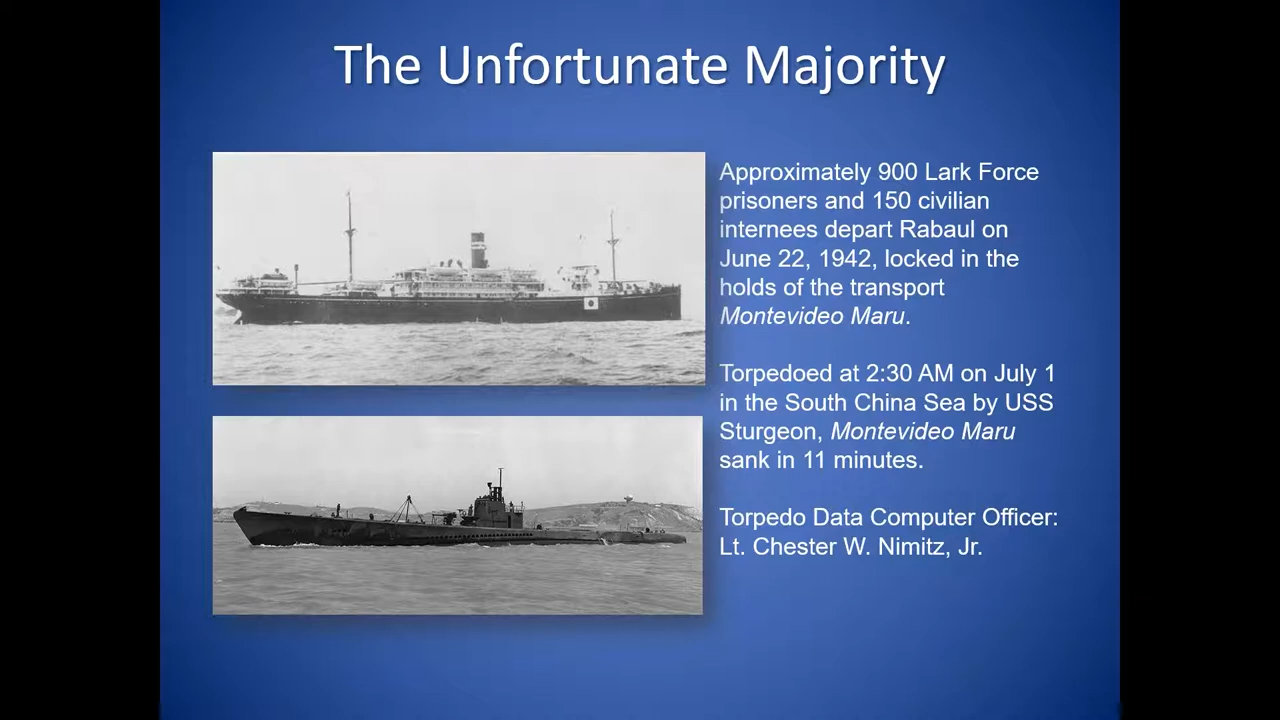 The Unfortunate Majority
Approximately 900 Lark Force
prisoners and 150 civilian
internees depart Rabaul on
June 22, 1942, locked in the
holds of the transport
Montevideo Maru.
Torpedoed at 2:30 AM on July 1
in the South China Sea by USS
Sturgeon, Montevideo Maru
sank in 11 minutes.
Torpedo Data Computer Officer:
Lt. Chester W. Nimitz, Jr.